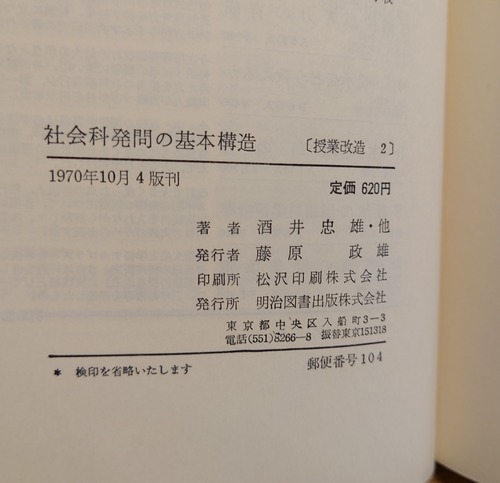 社会科発問の基本構造 〔授業改造 2〕
1970年10月4版刊 定価 620円
著者 酒井忠雄・他
発行者 藤原政雄
印刷所 松沢印刷株式会社
発行所 明治図書出版株式会社
東京都中央区入船町3－3
電話(551)8266－8 振替東京151318
＊ 検印を省略いたします 郵便番号104